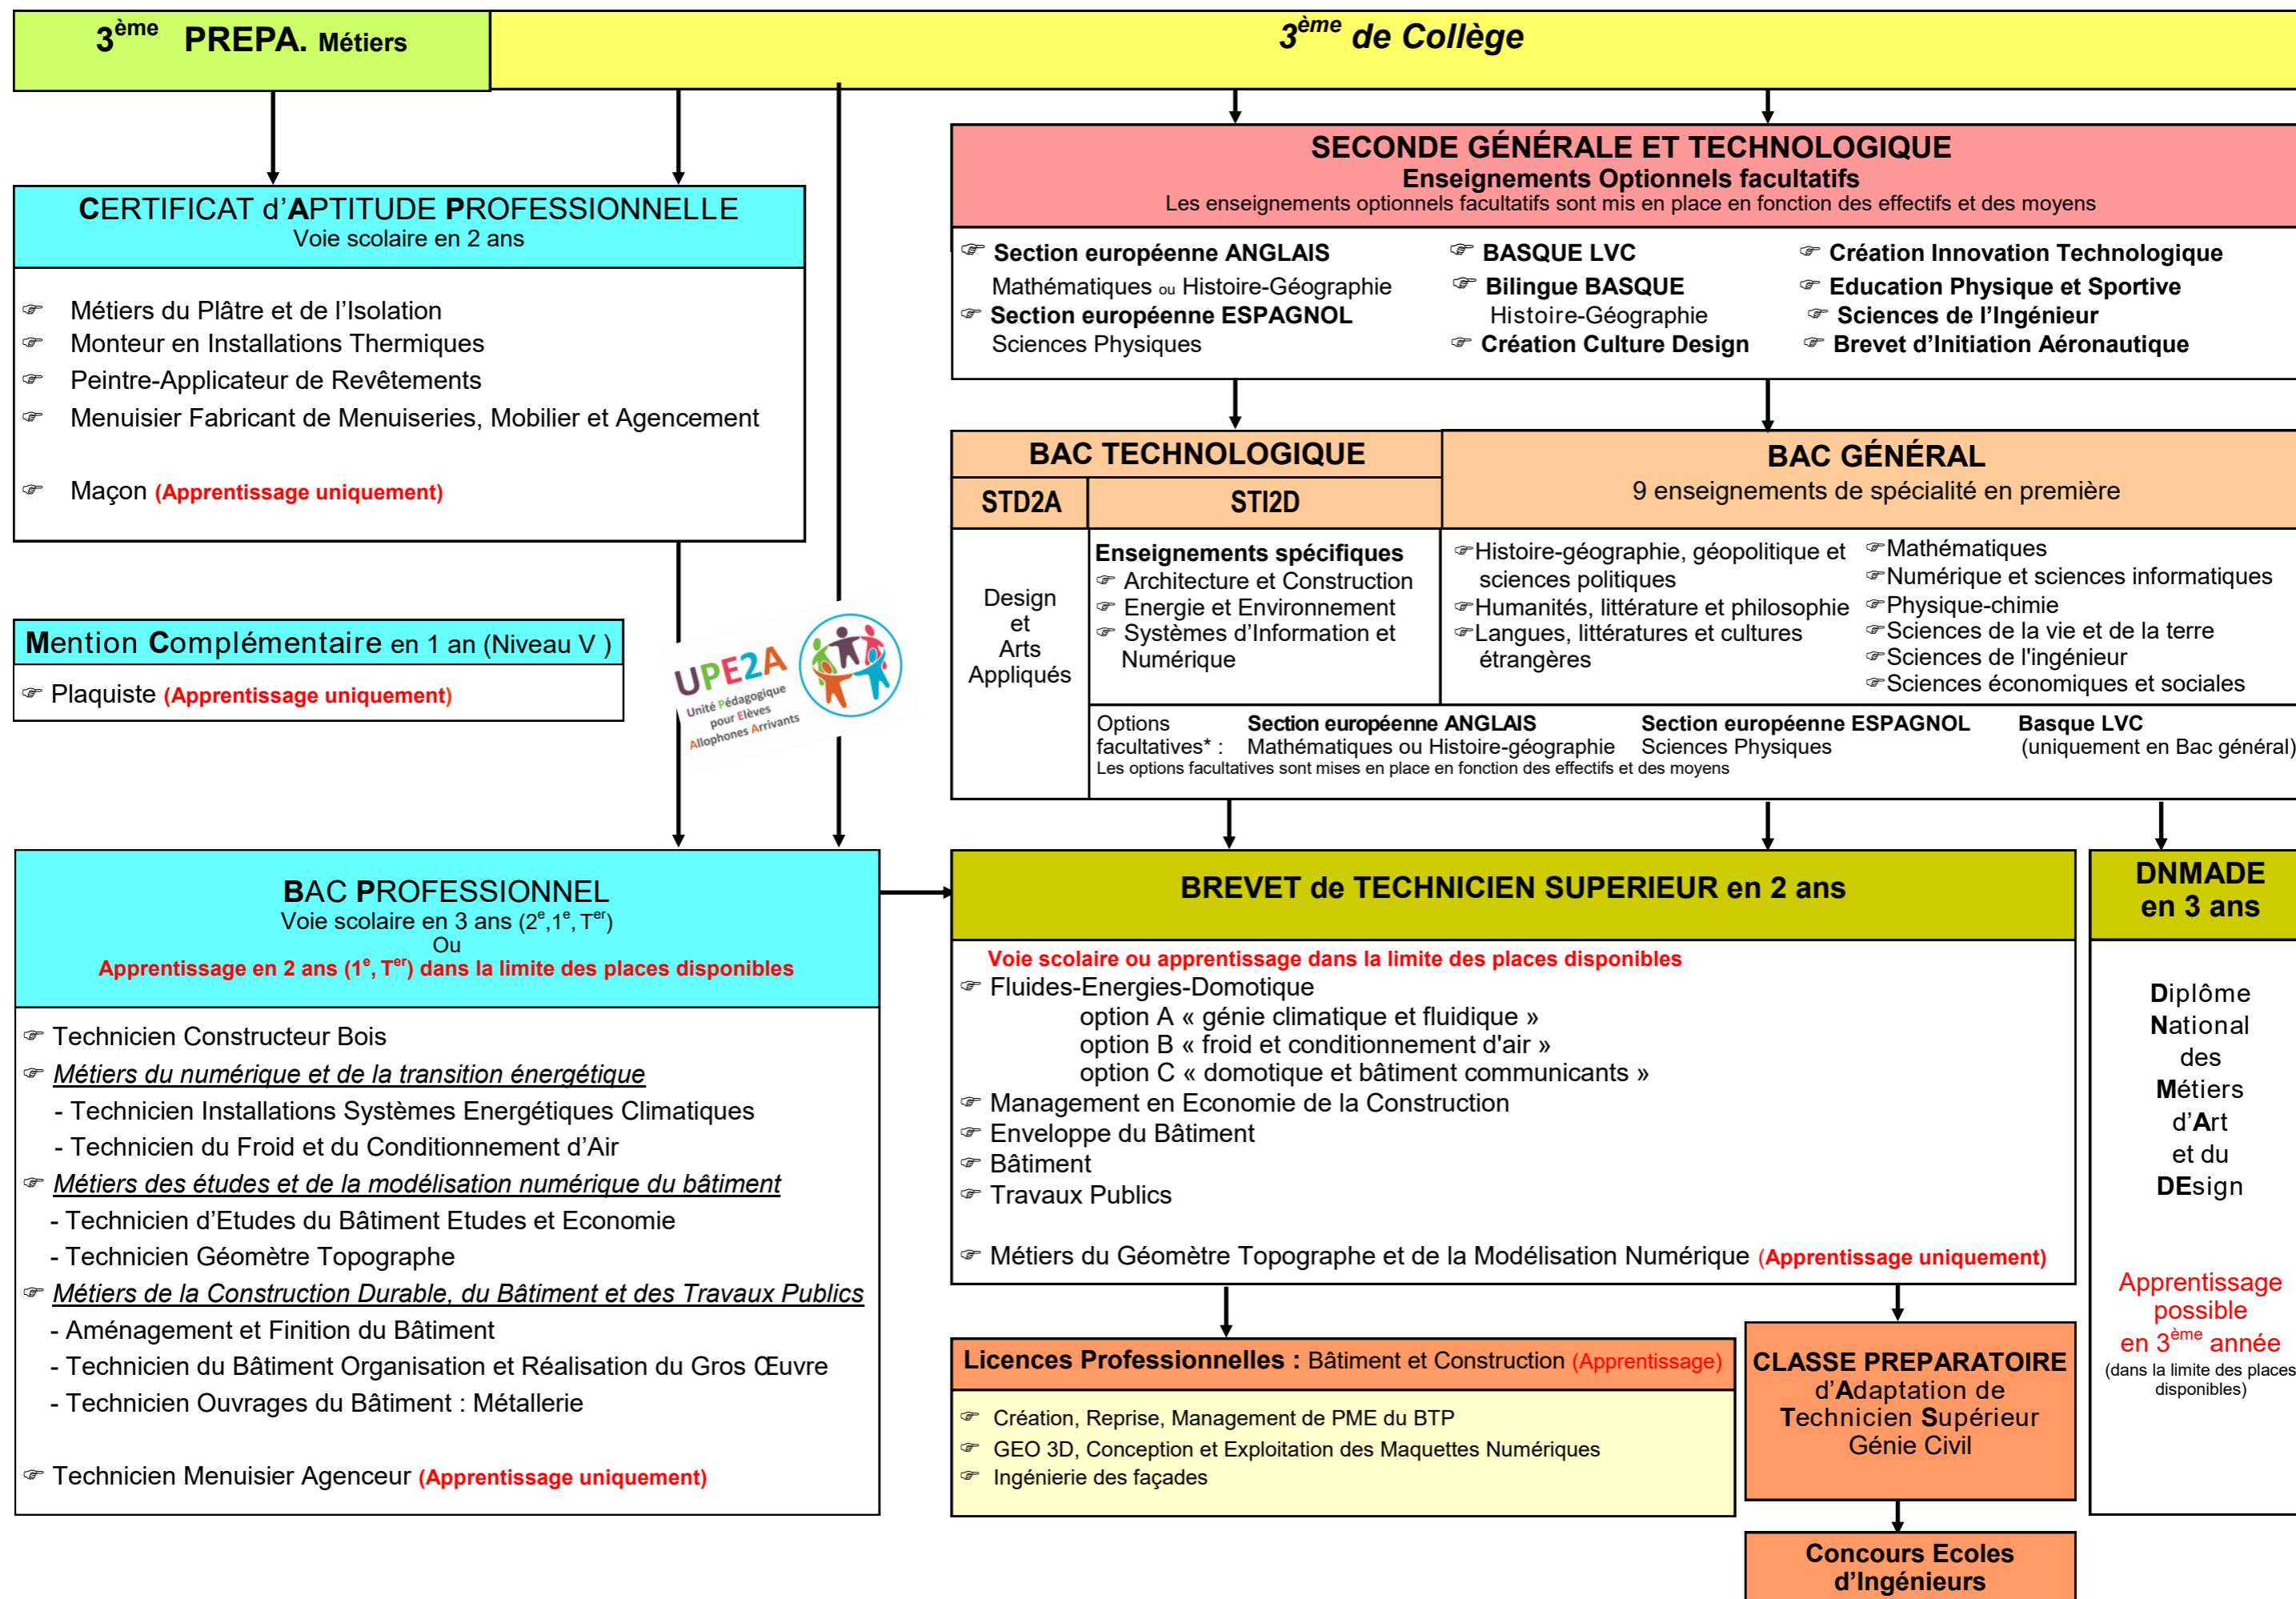 3ème PREPA. Métiers
3ème de Collège
CERTIFICAT d'APTITUDE PROFESSIONNELLE
Voie scolaire en 2 ans
☞ Métiers du Plâtre et de l'Isolation
☞ Monteur en Installations Thermiques
☞ Peintre-Applicateur de Revêtements
☞ Menuisier Fabricant de Menuiseries, Mobilier et Agencement
☞ Maçon (Apprentissage uniquement)
Mention Complémentaire en 1 an (Niveau V )
☞ Plaquiste (Apprentissage uniquement)
UPE2A
Unité Pédagogique
pour Elèves
Allophones Arrivants
SECONDE GÉNÉRALE ET TECHNOLOGIQUE
Enseignements Optionnels facultatifs
Les enseignements optionnels facultatifs sont mis en place en fonction des effectifs et des moyens
☞ Section européenne ANGLAIS
Mathématiques ou Histoire-Géographie
☞ Section européenne ESPAGNOL
Sciences Physiques
☞ BASQUE LVC
☞ Bilingue BASQUE
Histoire-Géographie
☞ Création Culture Design
☞ Création Innovation Technologique
☞ Education Physique et Sportive
☞ Sciences de l'Ingénieur
☞ Brevet d'Initiation Aéronautique
BAC TECHNOLOGIQUE
STD2A
STI2D
Design
et
Arts
Appliqués
Enseignements spécifiques
☞ Architecture et Construction
☞ Energie et Environnement
☞ Systèmes d'Information et
Numérique
BAC GÉNÉRAL
9 enseignements de spécialité en première
☞Histoire-géographie, géopolitique et
sciences politiques
☞Humanités, littérature et philosophie
☞Langues, littératures et cultures
étrangères
☞Mathématiques
☞Numérique et sciences informatiques
☞Physique-chimie
☞Sciences de la vie et de la terre
☞Sciences de l'ingénieur
☞Sciences économiques et sociales
Options Section européenne ANGLAIS Section européenne ESPAGNOL Basque LVC
facultatives* : Mathématiques ou Histoire-géographie Sciences Physiques (uniquement en Bac général)
Les options facultatives sont mises en place en fonction des effectifs et des moyens
BAC PROFESSIONNEL
Voie scolaire en 3 ans (2e,1e, Ter)
Ou
Apprentissage en 2 ans (1e, Ter) dans la limite des places disponibles
☞ Technicien Constructeur Bois
☞ Métiers du numérique et de la transition énergétique
- Technicien Installations Systèmes Energétiques Climatiques
- Technicien du Froid et du Conditionnement d'Air
☞ Métiers des études et de la modélisation numérique du bâtiment
- Technicien d'Etudes du Bâtiment Etudes et Economie
- Technicien Géomètre Topographe
☞ Métiers de la Construction Durable, du Bâtiment et des Travaux Publics
- Aménagement et Finition du Bâtiment
- Technicien du Bâtiment Organisation et Réalisation du Gros Œuvre
- Technicien Ouvrages du Bâtiment : Métallerie
☞ Technicien Menuisier Agenceur (Apprentissage uniquement)
BREVET de TECHNICIEN SUPERIEUR en 2 ans
Voie scolaire ou apprentissage dans la limite des places disponibles
☞ Fluides-Energies-Domotique
option A « génie climatique et fluidique »
option B « froid et conditionnement d'air »
option C « domotique et bâtiment communicants »
☞ Management en Economie de la Construction
☞ Enveloppe du Bâtiment
☞ Bâtiment
☞ Travaux Publics
☞ Métiers du Géomètre Topographe et de la Modélisation Numérique (Apprentissage uniquement)
DNMADE
en 3 ans
Diplôme
National
des
Métiers
d'Art
et du
DEsign
Apprentissage
possible
en 3ème année
(dans la limite des places
disponibles)
Licences Professionnelles : Bâtiment et Construction (Apprentissage)
☞ Création, Reprise, Management de PME du BTP
☞ GEO 3D, Conception et Exploitation des Maquettes Numériques
☞ Ingénierie des façades
CLASSE PREPARATOIRE
d'Adaptation de
Technicien Supérieur
Génie Civil
Concours Ecoles
d'Ingénieurs